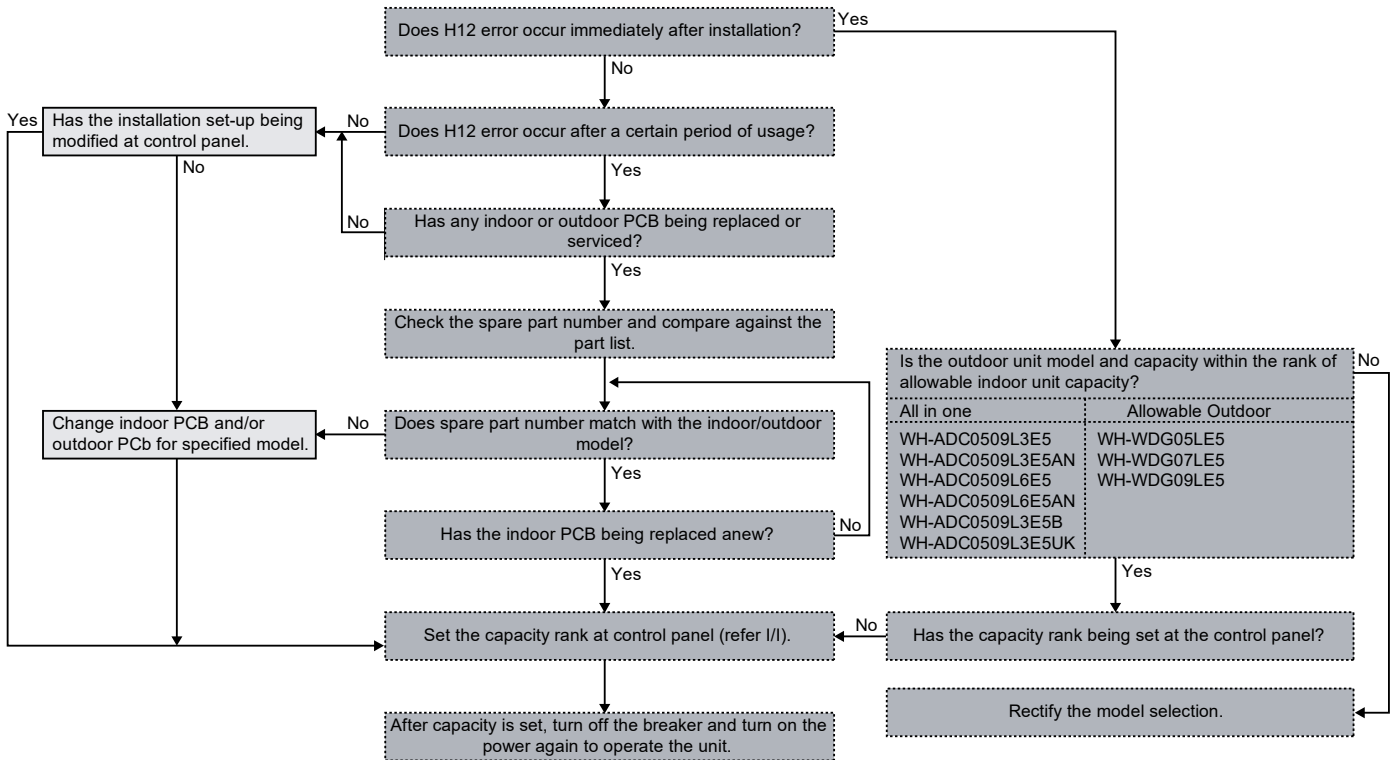 Does H12 error occur immediately after installation?
Yes
No
Yes
Has the installation set-up being
modified at control panel.
No
Does H12 error occur after a certain period of usage?
No
Yes
No
Has any indoor or outdoor PCB being replaced or
serviced?
Yes
Check the spare part number and compare against the
part list.
Is the outdoor unit model and capacity within the rank of
allowable indoor unit capacity?
No
All in one
Allowable Outdoor
WH-ADC0509L3E5
WH-ADC0509L3E5AN
WH-ADC0509L6E5
WH-ADC0509L6E5AN
WH-ADC0509L3E5B
WH-ADC0509L3E5UK
WH-WDG05LE5
WH-WDG07LE5
WH-WDG09LE5
Change indoor PCB and/or
outdoor PCb for specified model.
No
Does spare part number match with the indoor/outdoor
model?
Yes
Has the indoor PCB being replaced anew?
No
Yes
Yes
Set the capacity rank at control panel (refer I/I).
No
Has the capacity rank being set at the control panel?
Rectify the model selection.
After capacity is set, turn off the breaker and turn on the
power again to operate the unit.